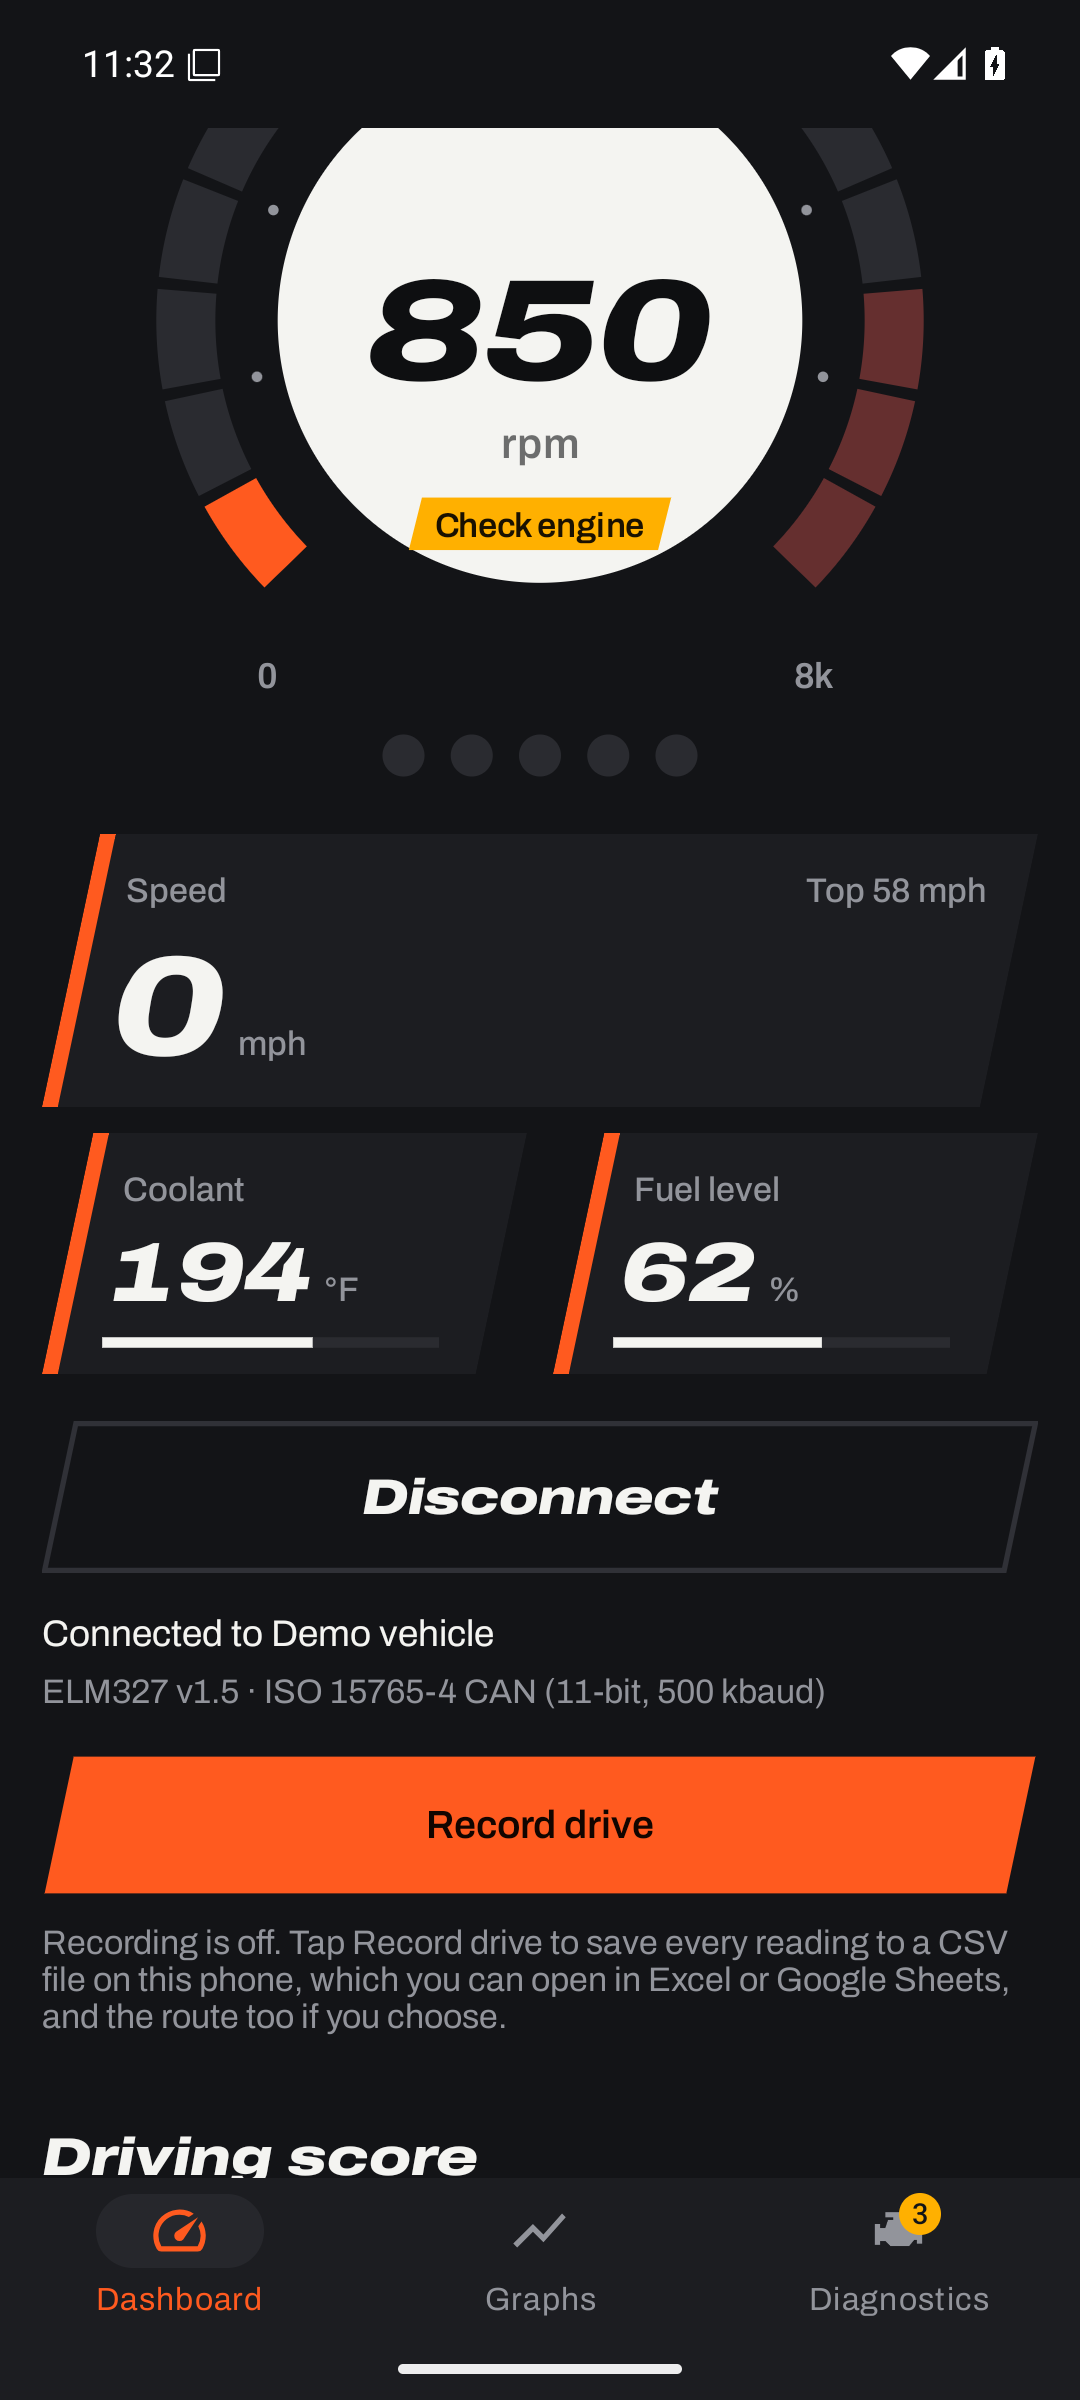 11:32
850
rpm
Check engine
0
8k
Speed
Top 58 mph
0 mph
Coolant
Fuel level
194 °F
62 %
Disconnect
Connected to Demo vehicle
ELM327 v1.5 · ISO 15765-4 CAN (11-bit, 500 kbaud)
Record drive
Recording is off. Tap Record drive to save every reading to a CSV
file on this phone, which you can open in Excel or Google Sheets,
and the route too if you choose.
Driving score
3
Dashboard
Graphs
Diagnostics